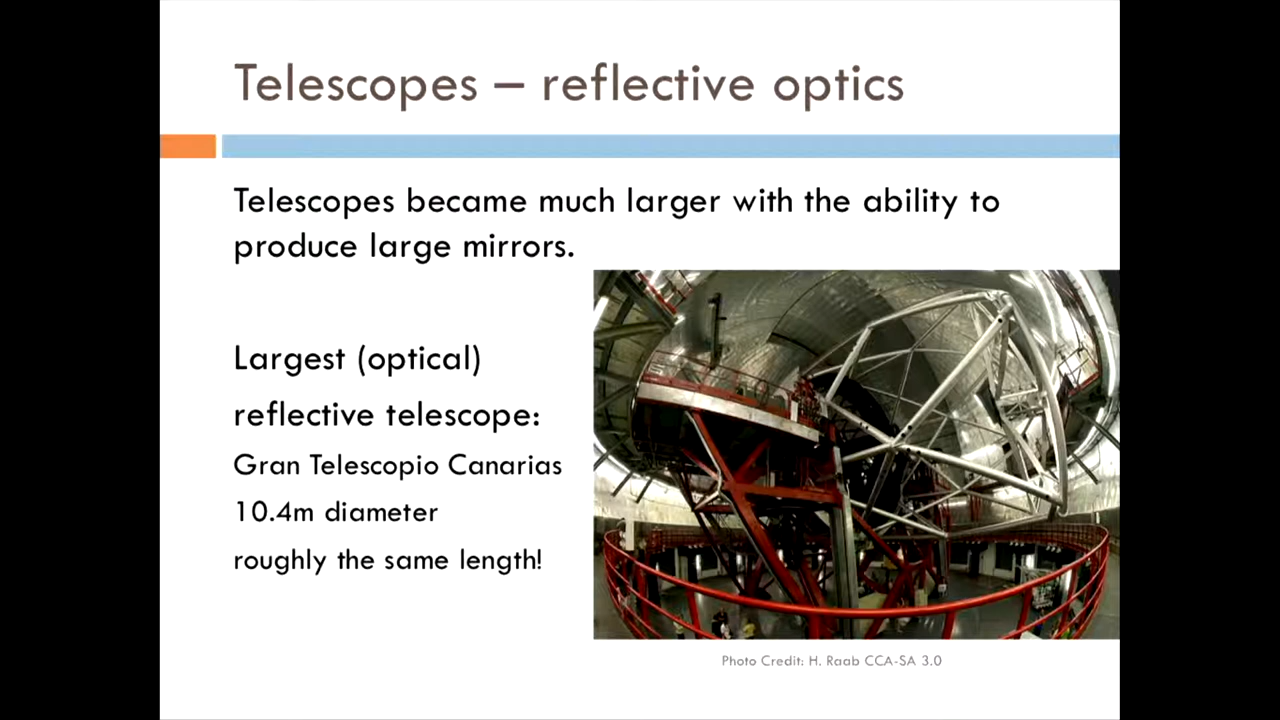 Telescopes – reflective optics
Telescopes became much larger with the ability to
produce large mirrors.
Largest (optical)
reflective telescope:
Gran Telescopio Canarias
10.4m diameter
roughly the same length!
Photo Credit: H. Raab CCA-SA 3.0